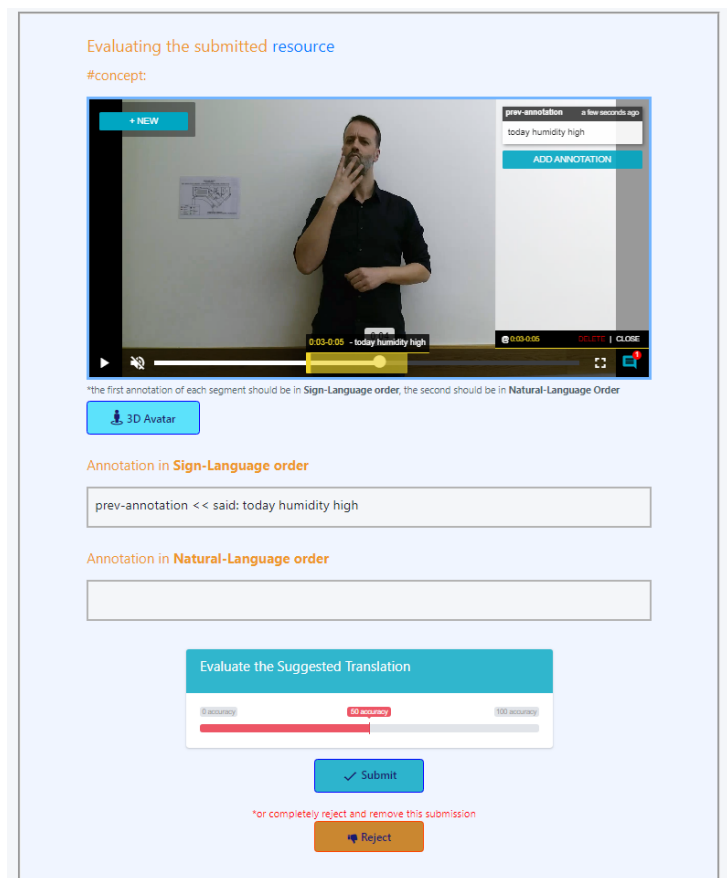 Evaluating the submitted resource
#concept:
+ NEW
prev-annotation a few seconds ago
today humidity high
ADD ANNOTATION
0:03-0:05 - today humidity high
@ 0:03-0:05 DELETE | CLOSE
1
*the first annotation of each segment should be in Sign-Language order, the second should be in Natural-Language Order
3D Avatar
Annotation in Sign-Language order
prev-annotation << said: today humidity high
Annotation in Natural-Language order
Evaluate the Suggested Translation
0 accuracy 50 accuracy 100 accuracy
Submit
*or completely reject and remove this submission
Reject